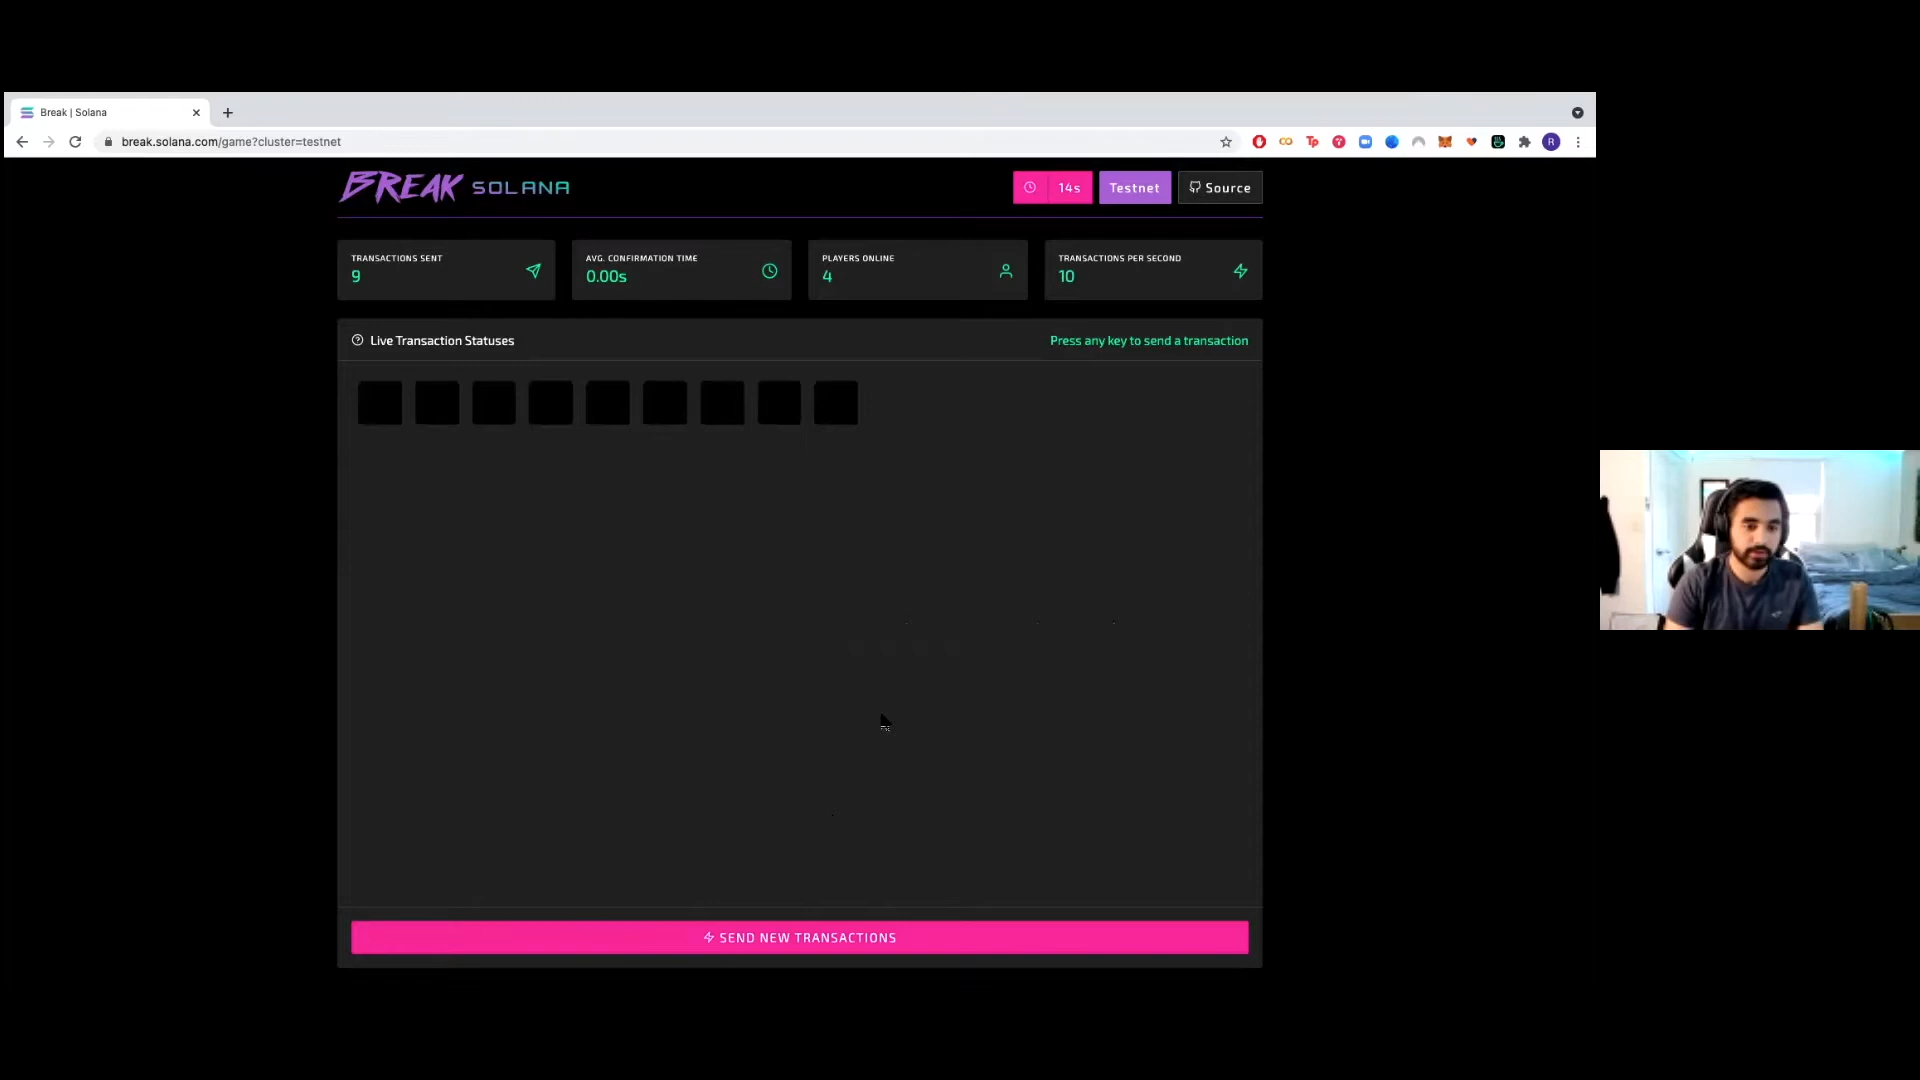 Break | Solana
break.solana.com/game?cluster=testnet
Tp
R
BREAK SOLANA
14s
Testnet
Source
TRANSACTIONS SENT
9
AVG. CONFIRMATION TIME
0.00s
PLAYERS ONLINE
4
TRANSACTIONS PER SECOND
10
Live Transaction Statuses
Press any key to send a transaction
SEND NEW TRANSACTIONS